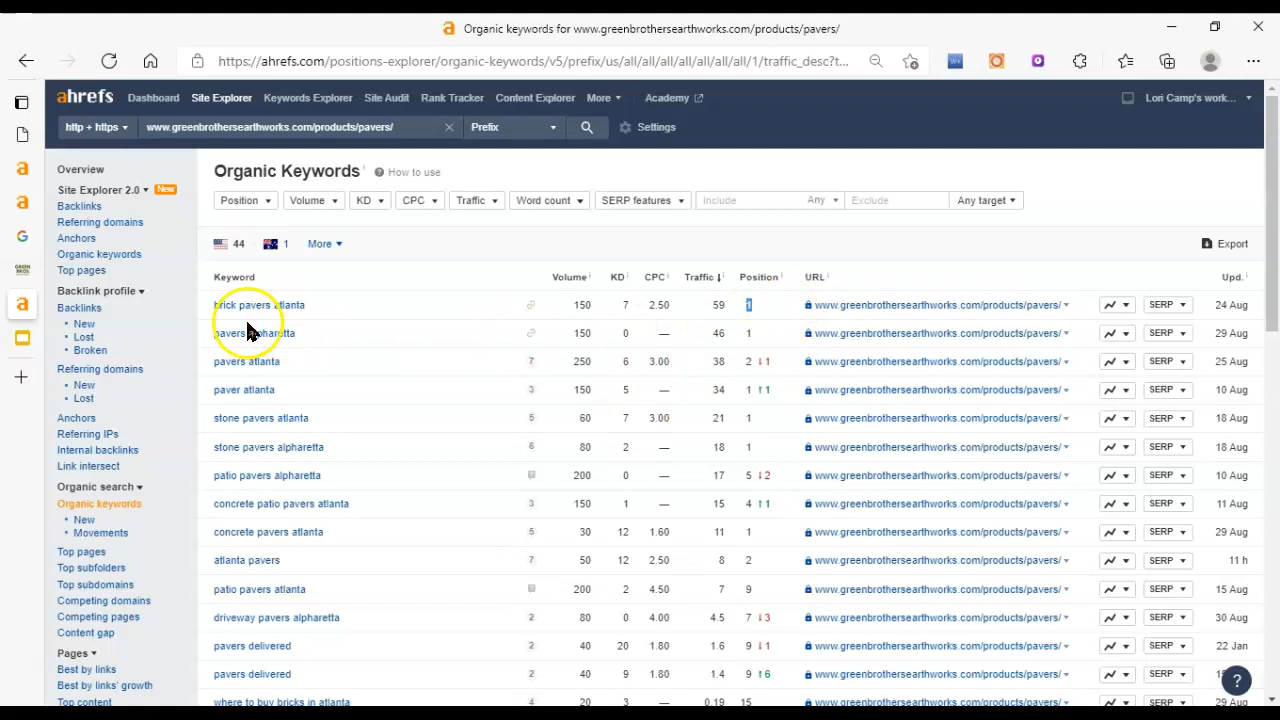 Organic keywords for www.greenbrothersearthworks.com/products/pavers/
https://ahrefs.com/positions-explorer/organic-keywords/v5/prefix/us/all/all/all/all/all/all/1/traffic_desc?t...
ahrefs Dashboard Site Explorer Keywords Explorer Site Audit Rank Tracker Content Explorer More Academy Lori Camp's work...
http + https www.greenbrothersearthworks.com/products/pavers/ Prefix Settings
Overview
Site Explorer 2.0 New
Backlinks
Referring domains
Anchors
Organic keywords
Top pages
Backlink profile
Backlinks
New
Lost
Broken
Referring domains
New
Lost
Anchors
Referring IPs
Internal backlinks
Link intersect
Organic search
Organic keywords
New
Movements
Top pages
Top subfolders
Top subdomains
Competing domains
Competing pages
Content gap
Pages
Best by links
Best by links' growth
Top content
Organic Keywords How to use
Position Volume KD CPC Traffic Word count SERP features Include Any Exclude Any target
44 1 More Export
Keyword Volume KD CPC Traffic Position URL Upd.
brick pavers atlanta 150 7 2.50 59 1 www.greenbrothersearthworks.com/products/pavers/ SERP 24 Aug
pavers alpharetta 150 0 — 46 1 www.greenbrothersearthworks.com/products/pavers/ SERP 29 Aug
pavers atlanta 7 250 6 3.00 38 2 ↓1 www.greenbrothersearthworks.com/products/pavers/ SERP 25 Aug
paver atlanta 3 150 5 — 34 1 ↑1 www.greenbrothersearthworks.com/products/pavers/ SERP 10 Aug
stone pavers atlanta 5 60 7 3.00 21 1 www.greenbrothersearthworks.com/products/pavers/ SERP 18 Aug
stone pavers alpharetta 6 80 2 — 18 1 www.greenbrothersearthworks.com/products/pavers/ SERP 18 Aug
patio pavers alpharetta 200 0 — 17 5 ↓2 www.greenbrothersearthworks.com/products/pavers/ SERP 10 Aug
concrete patio pavers atlanta 3 150 1 — 15 4 ↑1 www.greenbrothersearthworks.com/products/pavers/ SERP 11 Aug
concrete pavers atlanta 5 30 12 1.60 11 1 www.greenbrothersearthworks.com/products/pavers/ SERP 29 Aug
atlanta pavers 7 50 12 2.50 8 2 www.greenbrothersearthworks.com/products/pavers/ SERP 11 h
patio pavers atlanta 200 2 4.50 7 9 www.greenbrothersearthworks.com/products/pavers/ SERP 15 Aug
driveway pavers alpharetta 2 80 0 4.00 4.5 7 ↓3 www.greenbrothersearthworks.com/products/pavers/ SERP 30 Aug
pavers delivered 2 40 20 1.80 1.6 9 ↓1 www.greenbrothersearthworks.com/products/pavers/ SERP 22 Jan
pavers delivered 2 40 9 1.80 1.4 9 ↑6 www.greenbrothersearthworks.com/products/pavers/ SERP
where to buy bricks in atlanta 4 20 3 — 0.19 15 www.greenbrothersearthworks.com/products/pavers/ SERP